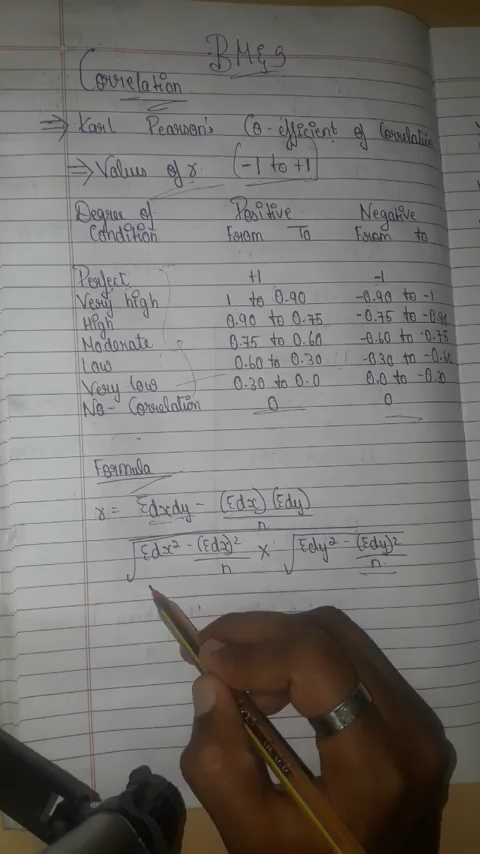 BM&S
Correlation
⇒ Karl Pearson's Co-efficient of Correlation
⇒ Values of r. (-1 to +1)
Degree of Positive Negative
Condition From To From to
Perfect +1 -1
Very high 1 to 0.90 -0.90 to -1
High 0.90 to 0.75 -0.75 to -0.90
Moderate 0.75 to 0.60 -0.60 to -0.75
Low 0.60 to 0.30 -0.30 to -0.60
Very low 0.30 to 0.0 0.0 to -0.30
No-Correlation 0 0
Formula
r = Σdxdy - (Σdx)(Σdy)
n
√Σdx² - (Σdx)² × √Σdy² - (Σdy)²
n n